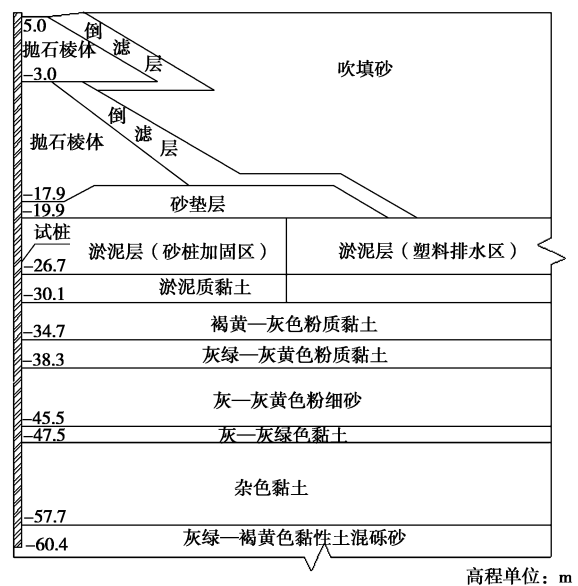 5.0
倒滤层
抛石棱体
吹填砂
-3.0
倒滤层
抛石棱体
-17.9
砂垫层
-19.9
试桩
淤泥层(砂桩加固区)
淤泥层(塑料排水区)
-26.7
淤泥质黏土
-30.1
褐黄—灰色粉质黏土
-34.7
灰绿—灰黄色粉质黏土
-38.3
灰—灰黄色粉细砂
-45.5
灰—灰绿色黏土
-47.5
杂色黏土
-57.7
灰绿—褐黄色黏性土混砾砂
-60.4
高程单位:m